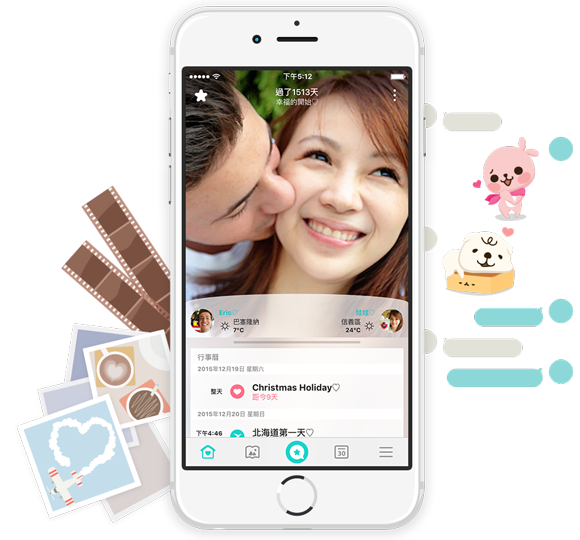 下午5:12
過了1513天
幸福的開始♡
Eric♡
巴塞隆納
7°C
娃娃♡
信義區
24°C
行事曆
2015年12月19日 星期六
整天
Christmas Holiday♡
距今9天
2015年12月20日 星期日
下午4:46
北海道第一天♡
30